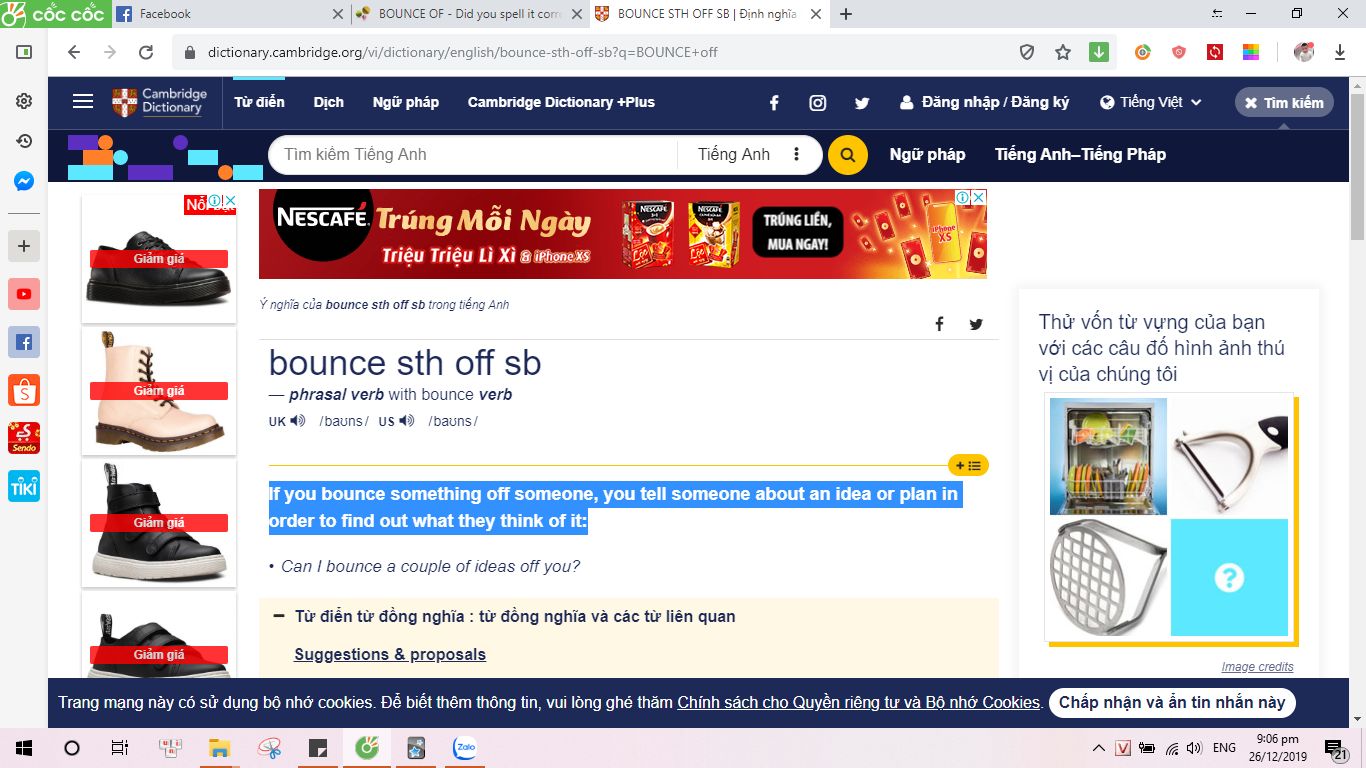 CỐC CỐC
Facebook
BOUNCE OF - Did you spell it corre
BOUNCE STH OFF SB | Định nghĩa
dictionary.cambridge.org/vi/dictionary/english/bounce-sth-off-sb?q=BOUNCE+off
Cambridge
Dictionary
Từ điển
Dịch
Ngữ pháp
Cambridge Dictionary +Plus
Đăng nhập / Đăng ký
Tiếng Việt
Tìm kiếm
Tìm kiếm Tiếng Anh
Tiếng Anh
Ngữ pháp
Tiếng Anh–Tiếng Pháp
NESCAFÉ
Trúng Mỗi Ngày
Triệu Triệu Lì Xì & iPhone XS
TRÚNG LIỀN,
MUA NGAY!
iPhone
XS
Giảm giá
Giảm giá
Giảm giá
Giảm giá
Ý nghĩa của bounce sth off sb trong tiếng Anh
bounce sth off sb
— phrasal verb with bounce verb
UK /baʊns/ US /baʊns/
If you bounce something off someone, you tell someone about an idea or plan in
order to find out what they think of it:
• Can I bounce a couple of ideas off you?
Từ điển từ đồng nghĩa : từ đồng nghĩa và các từ liên quan
Suggestions & proposals
Thử vốn từ vựng của bạn
với các câu đố hình ảnh thú
vị của chúng tôi
?
Image credits
Sendo
TIKI
Trang mạng này có sử dụng bộ nhớ cookies. Để biết thêm thông tin, vui lòng ghé thăm Chính sách cho Quyền riêng tư và Bộ nhớ Cookies.
Chấp nhận và ẩn tin nhắn này
Zalo
V
ENG
9:06 pm
26/12/2019
21